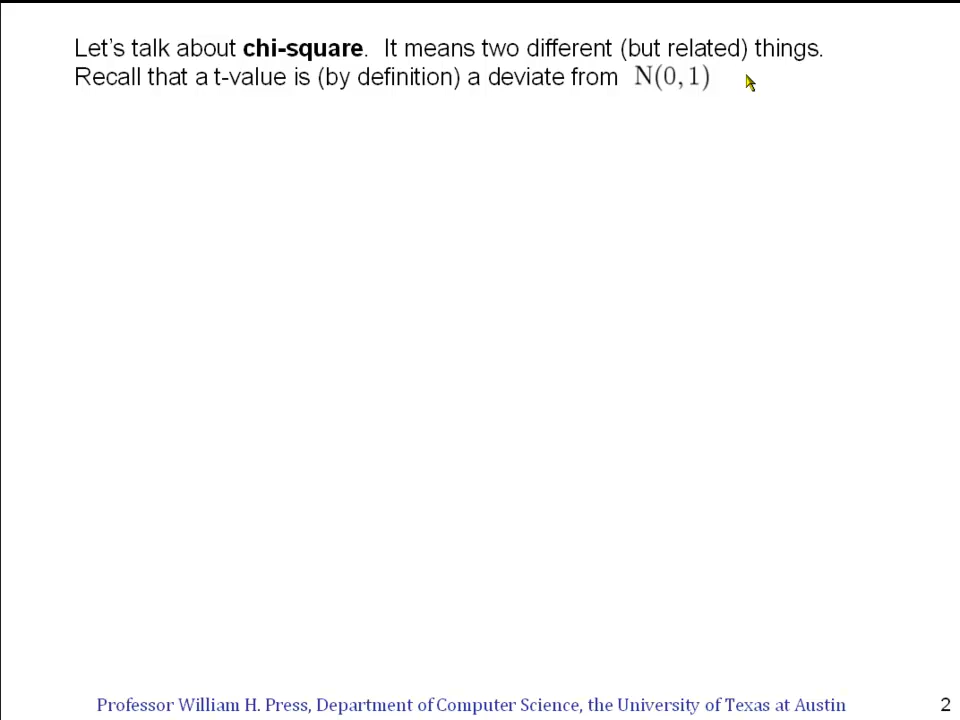 Let's talk about chi-square. It means two different (but related) things.
Recall that a t-value is (by definition) a deviate from N(0, 1)
Professor William H. Press, Department of Computer Science, the University of Texas at Austin 2